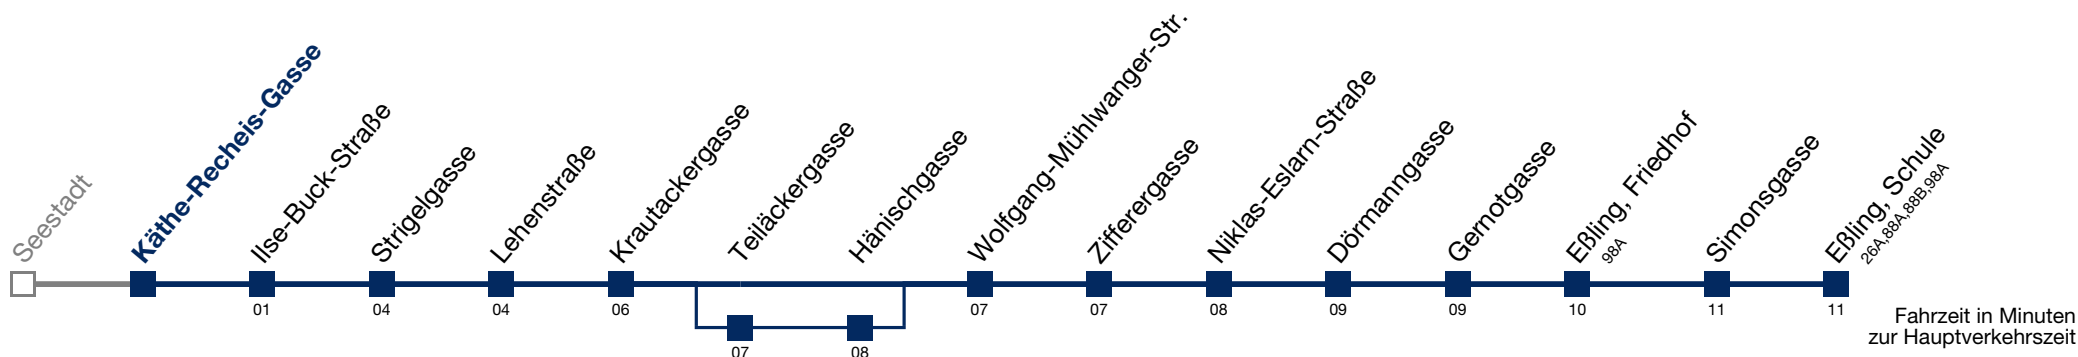 Seestadt
Käthe-Recheis-Gasse
Ilse-Buck-Straße
Strigelgasse
Lehenstraße
Krautackergasse
Teiläckergasse
Hänischgasse
Wolfgang-Mühlwanger-Str.
Ziffererg​asse
Niklas-Eslarn-Straße
Dörmanngasse
Gernotgasse
Eßling, Friedhof
98A
Simonsgasse
Eßling, Schule
26A,88A,88B,98A
01
04
04
06
07
07
08
09
09
10
11
11
07
08
Fahrzeit in Minuten
zur Hauptverkehrszeit